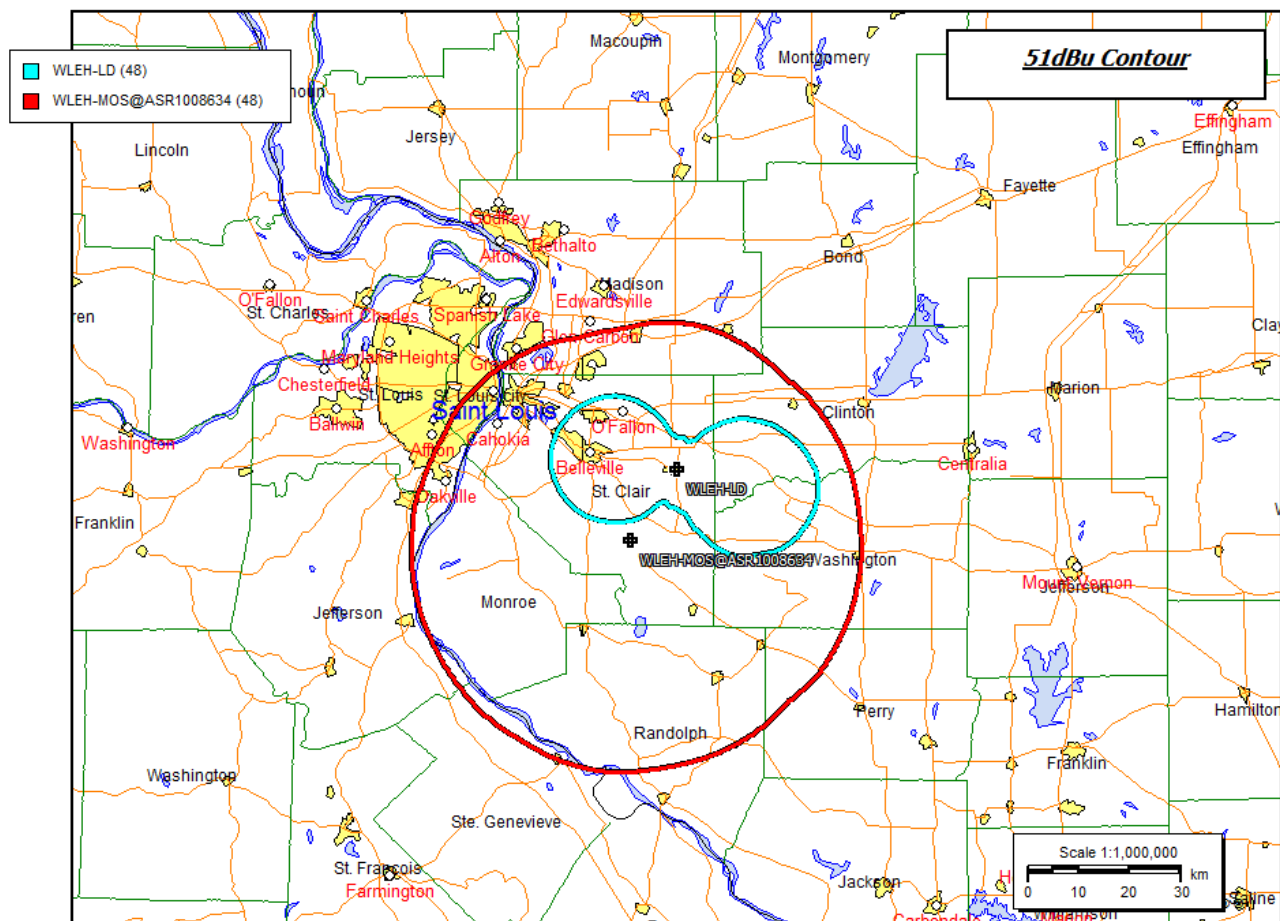 51dBu Contour
WLEH-LD (48)
WLEH-MOS@ASR1008634 (48)
Macoupin
Montgomery
Effingham
Effingham
Jersey
Lincoln
Fayette
Godfrey
Bethalto
Alton
Bond
Madison
O'Fallon
St. Charles
Edwardsville
Saint Charles
Spanish Lake
Glen Carbon
Maryland Heights
Granite City
Chesterfield
St. Louis
St. Louis city
Marion
Saint Louis
Clinton
Ballwin
O'Fallon
Washington
Cahokia
Affton
Belleville
Centralia
St. Clair
WLEH-LD
Oakville
Franklin
WLEH-MOS@ASR1008634
Washington
Mount Vernon
Jefferson
Monroe
Jefferson
Hamilton
Perry
Randolph
Franklin
Washington
Ste. Genevieve
Scale 1:1,000,000
km
0 10 20 30
St. Francois
Farmington
Jackson
Saline